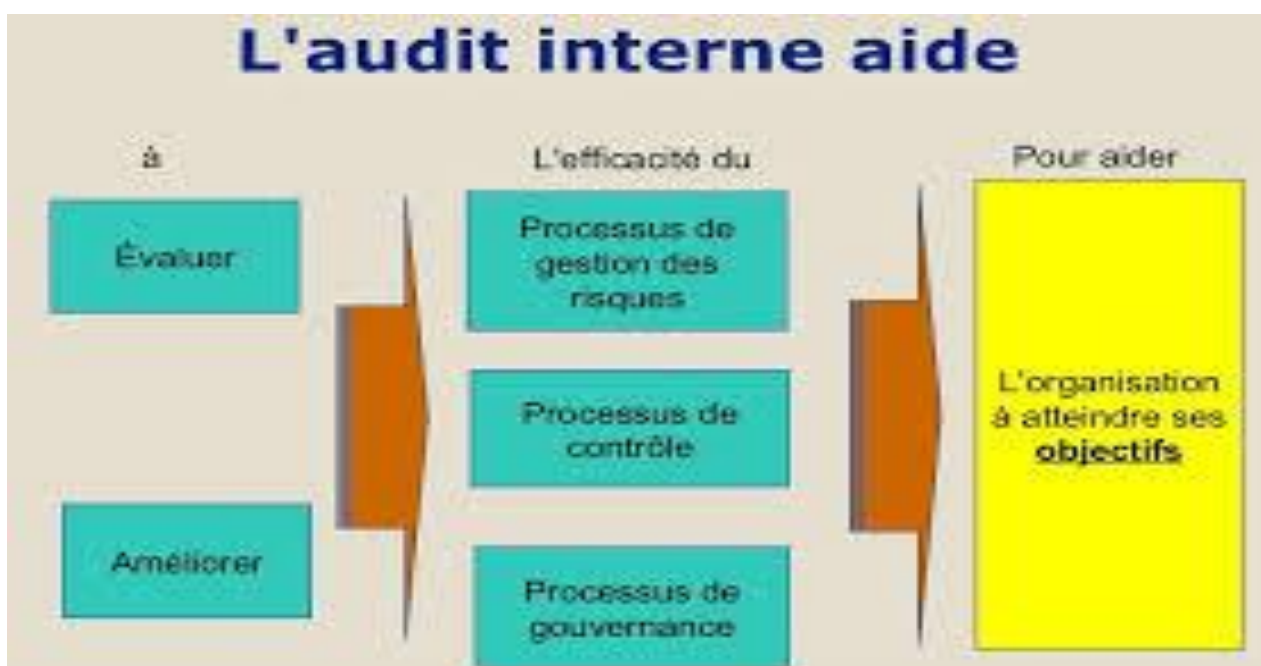 L'audit interne aide
à
Évaluer
Améliorer
L'efficacité du
Processus de
gestion des
risques
Processus de
contrôle
Processus de
gouvernance
Pour aider
L'organisation
à atteindre ses
objectifs